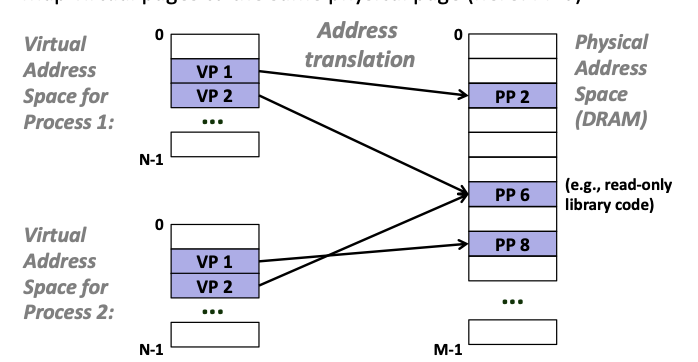 Virtual
Address
Space for
Process 1:
0
VP 1
VP 2
...
N-1
Address
translation
0
PP 2
PP 6
PP 8
...
M-1
Physical
Address
Space
(DRAM)
(e.g., read-only
library code)
Virtual
Address
Space for
Process 2:
0
VP 1
VP 2
...
N-1